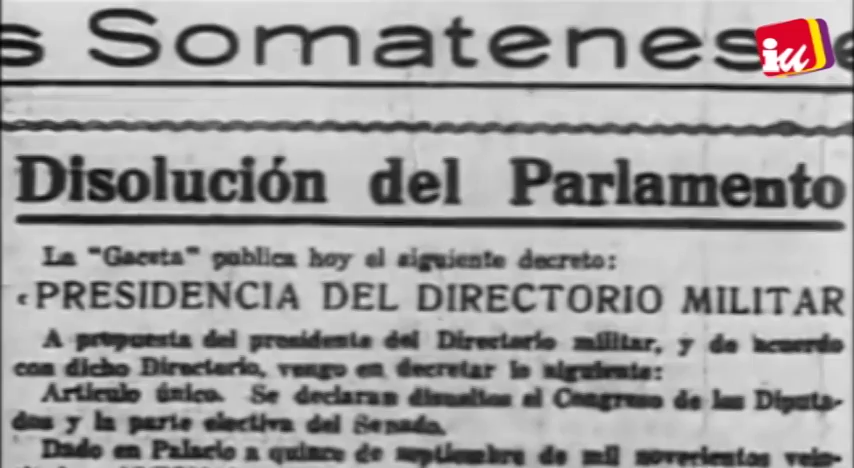 s Somatenes e
iu
Disolución del Parlamento
La "Gaceta" publica hoy el siguiente decreto:
‹PRESIDENCIA DEL DIRECTORIO MILITAR
A propuesta del presidente del Directorio militar, y de acuerdo
con dicho Directorio, vengo en decretar lo siguiente:
Artículo único. Se declaran disueltos el Congreso de los Diputa-
dos y la parte electiva del Senado.
Dado en Palacio a quince de septiembre de mil novecientos vein-